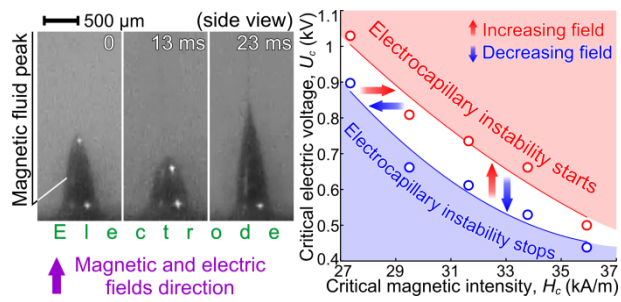 500 μm
(side view)
0
13 ms
23 ms
Magnetic fluid peak
E l e c t r o d e
Magnetic and electric
fields direction
Critical electric voltage, Uc (kV)
1.1
1
0.9
0.8
0.7
0.6
0.5
0.4
Increasing field
Decreasing field
Electrocapillary instability starts
Electrocapillary instability stops
27 29 31 33 35 37
Critical magnetic intensity, Hc (kA/m)